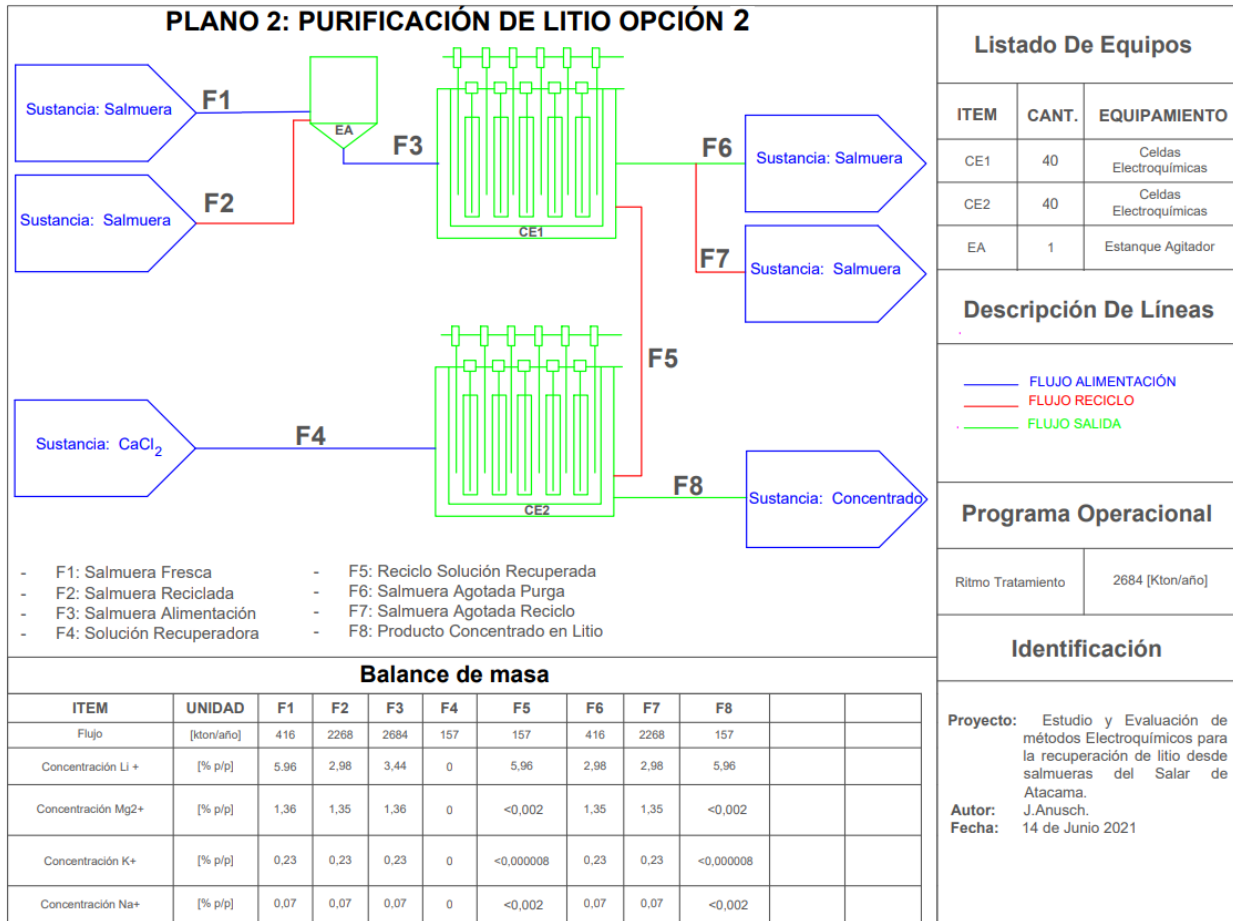 PLANO 2: PURIFICACIÓN DE LITIO OPCIÓN 2
Sustancia: Salmuera
F1
EA
F3
Sustancia: Salmuera
F2
CE1
F6
Sustancia: Salmuera
F7
Sustancia: Salmuera
F5
Sustancia: CaCl2
F4
CE2
F8
Sustancia: Concentrado
- F1: Salmuera Fresca
- F2: Salmuera Reciclada
- F3: Salmuera Alimentación
- F4: Solución Recuperadora
- F5: Reciclo Solución Recuperada
- F6: Salmuera Agotada Purga
- F7: Salmuera Agotada Reciclo
- F8: Producto Concentrado en Litio
Balance de masa
ITEM UNIDAD F1 F2 F3 F4 F5 F6 F7 F8
Flujo [kton/año] 416 2268 2684 157 157 416 2268 157
Concentración Li + [% p/p] 5.96 2,98 3,44 0 5,96 2,98 2,98 5,96
Concentración Mg2+ [% p/p] 1,36 1,35 1,36 0 <0,002 1,35 1,35 <0,002
Concentración K+ [% p/p] 0,23 0,23 0,23 0 <0,000008 0,23 0,23 <0,000008
Concentración Na+ [% p/p] 0,07 0,07 0,07 0 <0,002 0,07 0,07 <0,002
Listado De Equipos
ITEM CANT. EQUIPAMIENTO
CE1 40 Celdas
Electroquímicas
CE2 40 Celdas
Electroquímicas
EA 1 Estanque Agitador
Descripción De Líneas
FLUJO ALIMENTACIÓN
FLUJO RECICLO
FLUJO SALIDA
Programa Operacional
Ritmo Tratamiento 2684 [Kton/año]
Identificación
Proyecto: Estudio y Evaluación de
métodos Electroquímicos para
la recuperación de litio desde
salmueras del Salar de
Atacama.
Autor: J.Anusch.
Fecha: 14 de Junio 2021